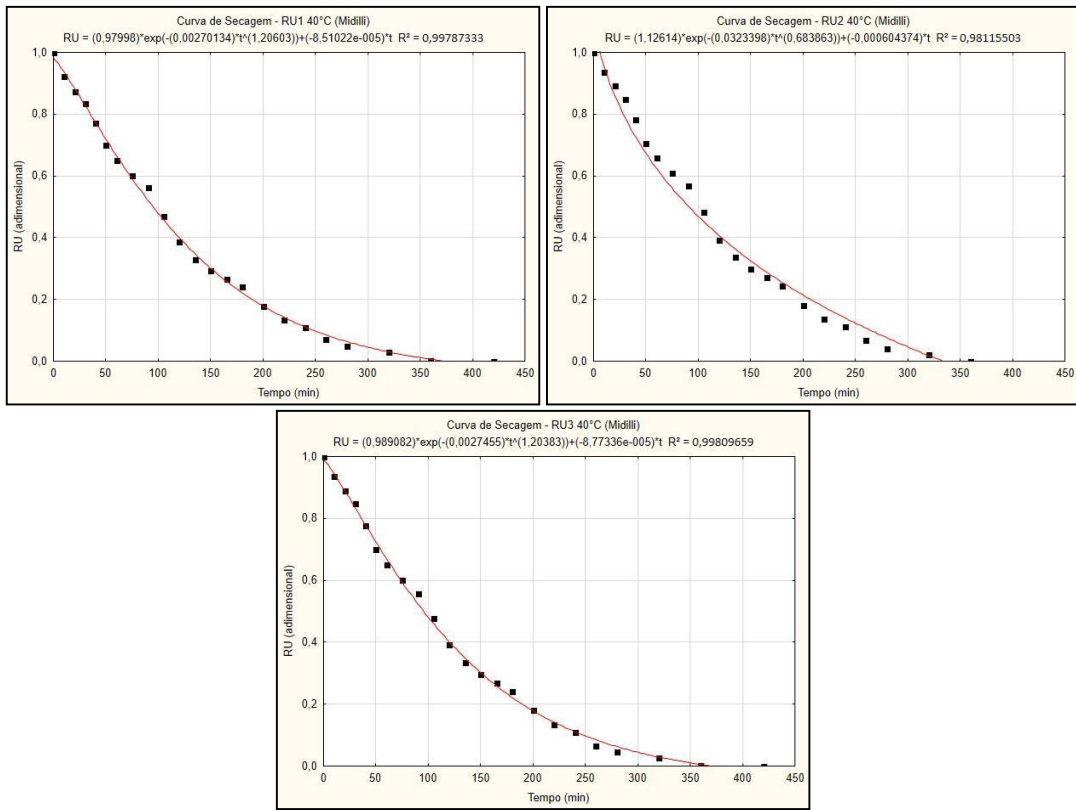 Curva de Secagem - RU1 40°C (Midilli)
RU = (0,97998)*exp(-(0,00270134)*t^(1,20603))+(-8,51022e-005)*t R² = 0,99787333
1,0
0,8
0,6
0,4
0,2
0,0
RU (adimensional)
0 50 100 150 200 250 300 350 400 450
Tempo (min)
Curva de Secagem - RU2 40°C (Midilli)
RU = (1,12614)*exp(-(0,0323398)*t^(0,683863))+(-0,000604374)*t R² = 0,98115503
1,0
0,8
0,6
0,4
0,2
0,0
RU (adimensional)
0 50 100 150 200 250 300 350 400 450
Tempo (min)
Curva de Secagem - RU3 40°C (Midilli)
RU = (0,989082)*exp(-(0,0027455)*t^(1,20383))+(-8,77336e-005)*t R² = 0,99809659
1,0
0,8
0,6
0,4
0,2
0,0
RU (adimensional)
0 50 100 150 200 250 300 350 400 450
Tempo (min)